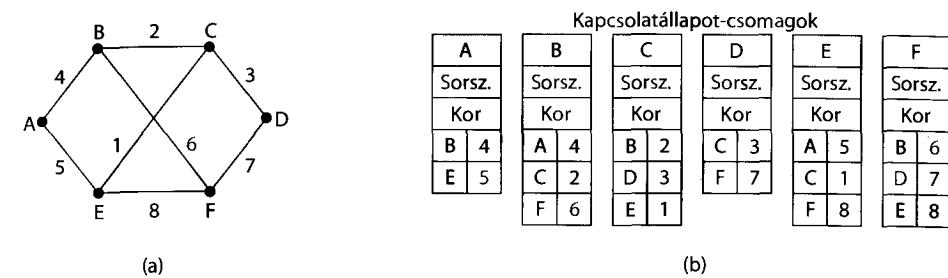 Kapcsolatállapot-csomagok
B 2 C
4 3
A D
5 1 6 7
E 8 F
(a)
A B C D E F
Sorsz. Sorsz. Sorsz. Sorsz. Sorsz. Sorsz.
Kor Kor Kor Kor Kor Kor
B 4 A 4 B 2 C 3 A 5 B 6
E 5 C 2 D 3 F 7 C 1 D 7
F 6 E 1 F 8 E 8
(b)